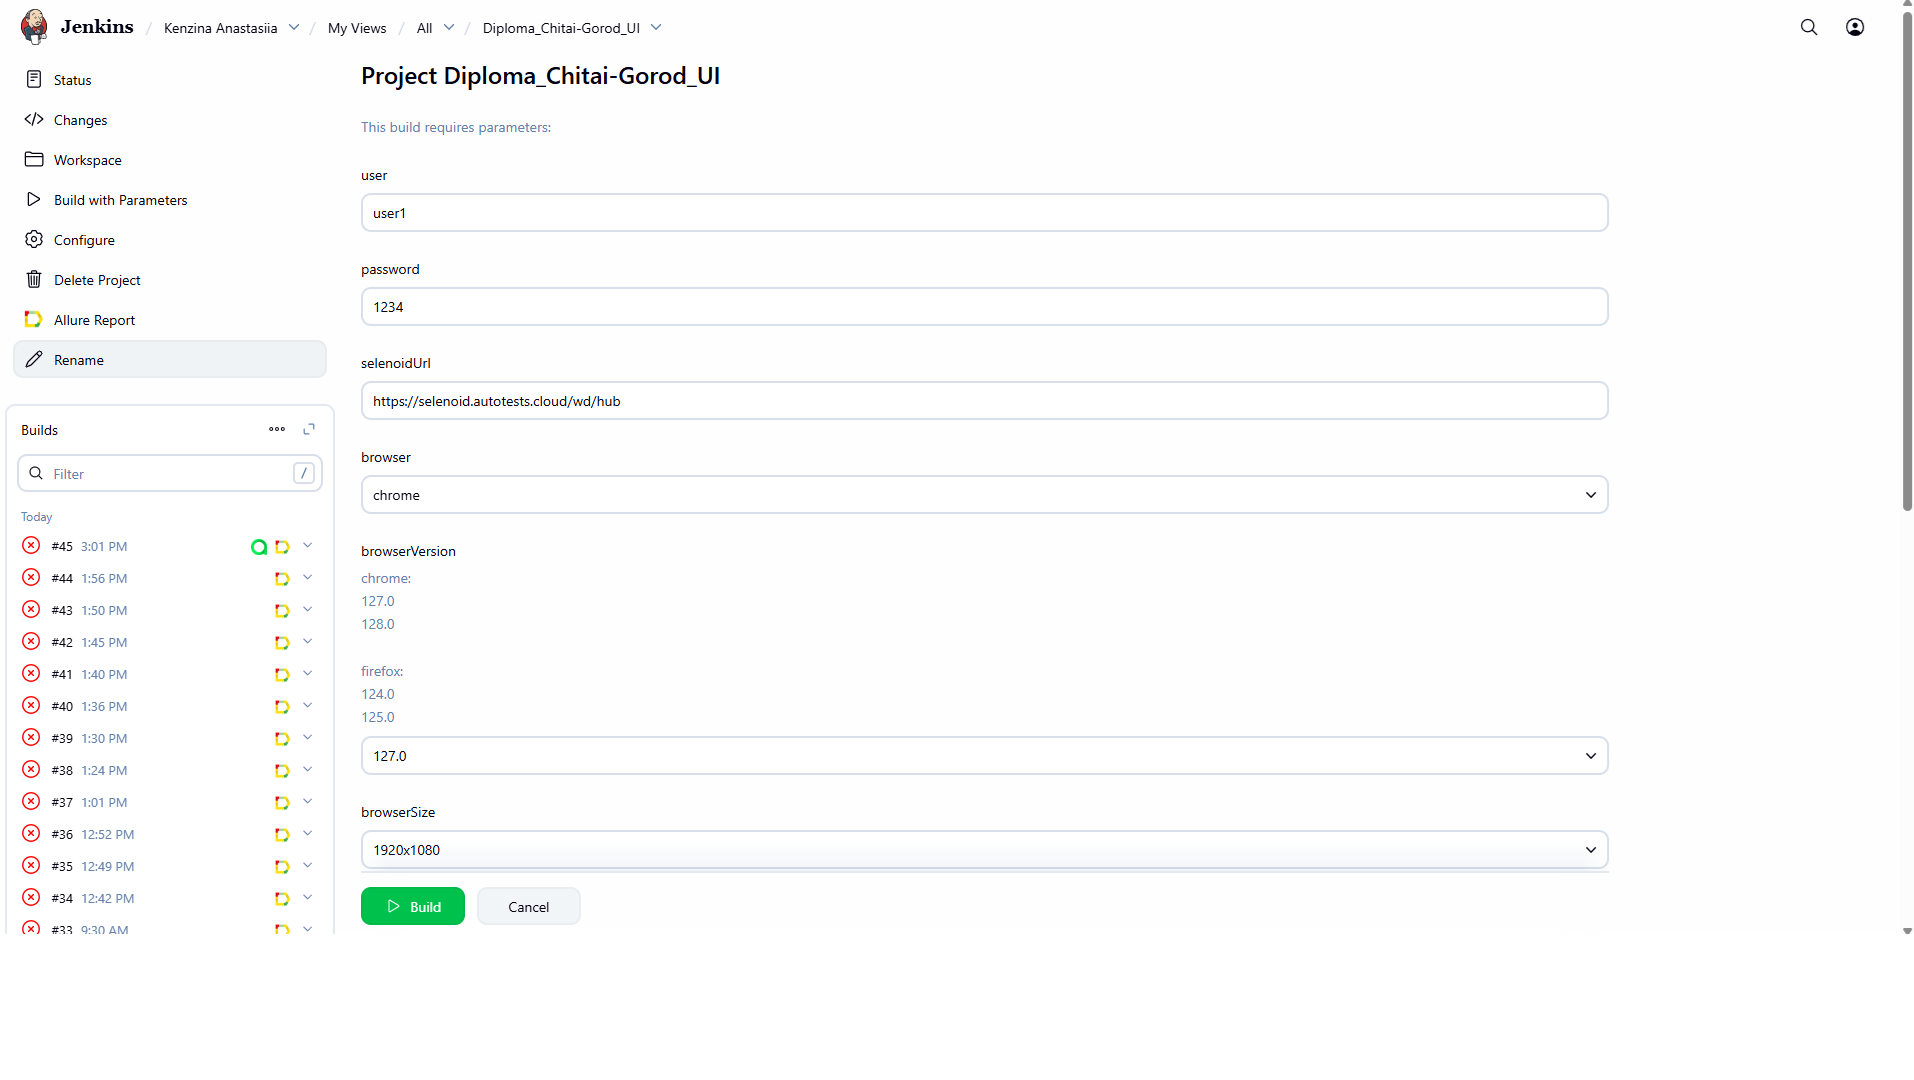 Jenkins / Kenzina Anastasiia / My Views / All / Diploma_Chitai-Gorod_UI
Status
Changes
Workspace
Build with Parameters
Configure
Delete Project
Allure Report
Rename
Builds
Filter /
Today
#45 3:01 PM
#44 1:56 PM
#43 1:50 PM
#42 1:45 PM
#41 1:40 PM
#40 1:36 PM
#39 1:30 PM
#38 1:24 PM
#37 1:01 PM
#36 12:52 PM
#35 12:49 PM
#34 12:42 PM
#33 9:30 AM
Project Diploma_Chitai-Gorod_UI
This build requires parameters:
user
user1
password
1234
selenoidUrl
https://selenoid.autotests.cloud/wd/hub
browser
chrome
browserVersion
chrome:
127.0
128.0
firefox:
124.0
125.0
127.0
browserSize
1920x1080
Build Cancel